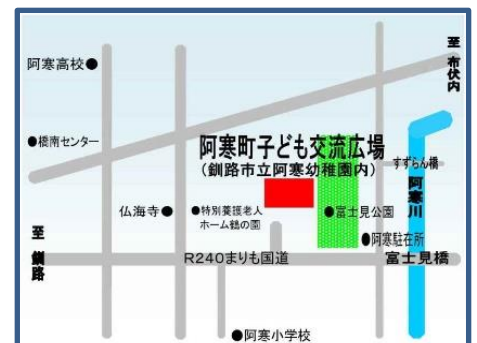 至 布伏内
阿寒高校
橋南センター
阿寒町子ども交流広場
(釧路市立阿寒幼稚園内)
すずらん橋
阿寒川
仏海寺
特別養護老人
ホーム鶴の園
富士見公園
阿寒駐在所
至 釧路
R240まりも国道
富士見橋
阿寒小学校